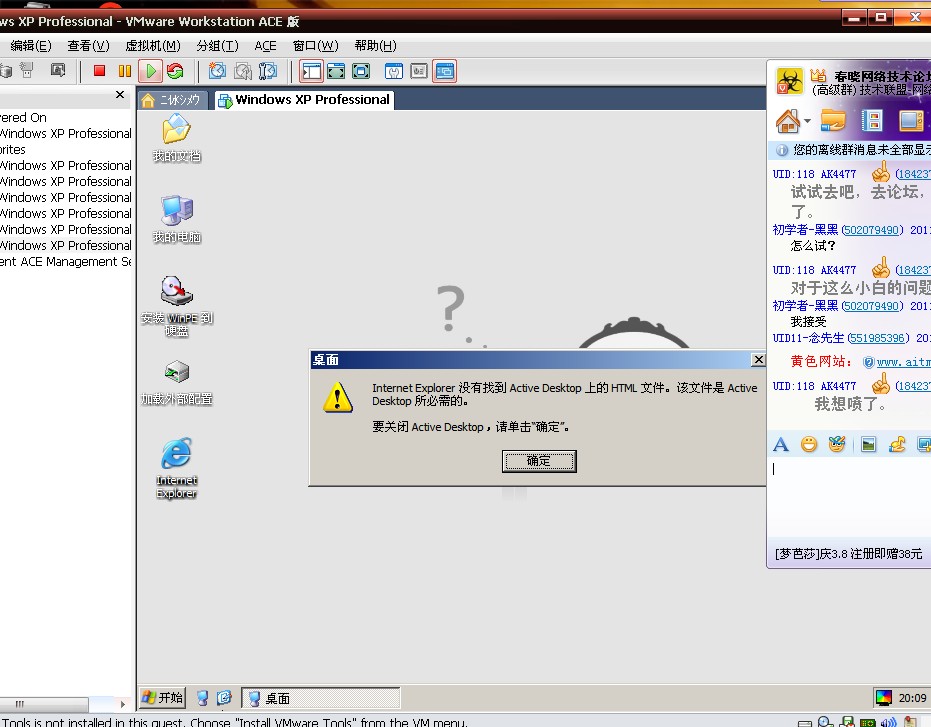 ws XP Professional - VMware Workstation ACE 版
编辑(E) 查看(V) 虚拟机(M) 分组(T) ACE 窗口(W) 帮助(H)
Windows XP Professional
ered On
Windows XP Professional
rites
Windows XP Professional
Windows XP Professional
Windows XP Professional
Windows XP Professional
Windows XP Professional
Windows XP Professional
ent ACE Management Se
我的文档
我的电脑
安装 WinPE 到
硬盘
加载外部配置
Internet
Explorer
?
桌面
Internet Explorer 没有找到 Active Desktop 上的 HTML 文件。该文件是 Active
Desktop 所必需的。
要关闭 Active Desktop，请单击“确定”。
确定
春晓网络技术论坛
(高级群) 技术联盟-网络
您的离线群消息未全部显示
UID:118 AK4477 (184237
试试去吧，去论坛，
了。
初学者-黑黑 (502079490) 2011
怎么试?
UID:118 AK4477 (184237
对于这么小白的问题
初学者-黑黑 (502079490) 2011
我接受
UID11-念先生 (551985396) 201
黄色网站： www.aitm
UID:118 AK4477 (184237
我想喷了。
[梦芭莎]庆3.8 注册即赠38元
开始 桌面 20:09
Tools is not installed in this guest. Choose "Install VMware Tools" from the VM menu.